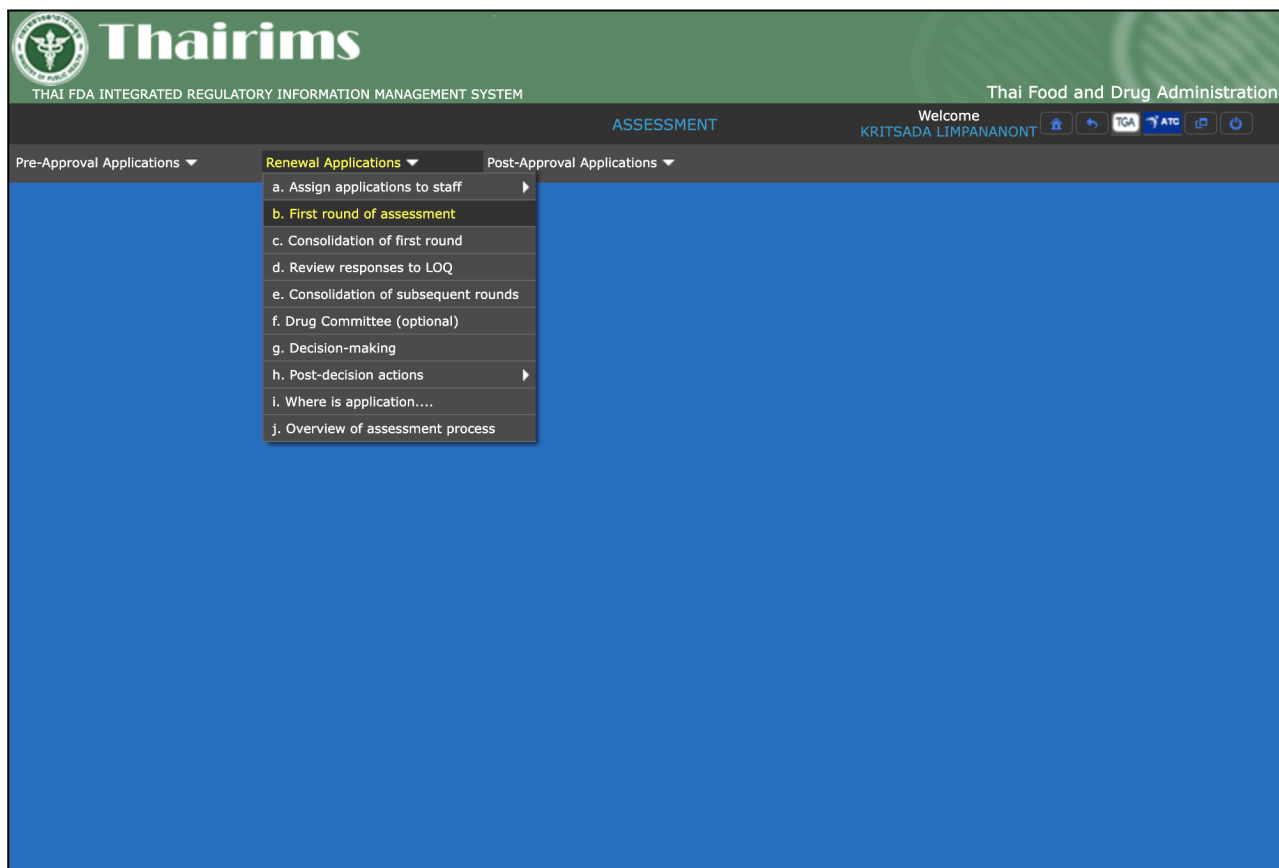 Thairims
THAI FDA INTEGRATED REGULATORY INFORMATION MANAGEMENT SYSTEM
Thai Food and Drug Administration
ASSESSMENT
Welcome
KRITSADA LIMPANANONT
TGA
ATC
Pre-Approval Applications
Renewal Applications
Post-Approval Applications
a. Assign applications to staff
b. First round of assessment
c. Consolidation of first round
d. Review responses to LOQ
e. Consolidation of subsequent rounds
f. Drug Committee (optional)
g. Decision-making
h. Post-decision actions
i. Where is application....
j. Overview of assessment process